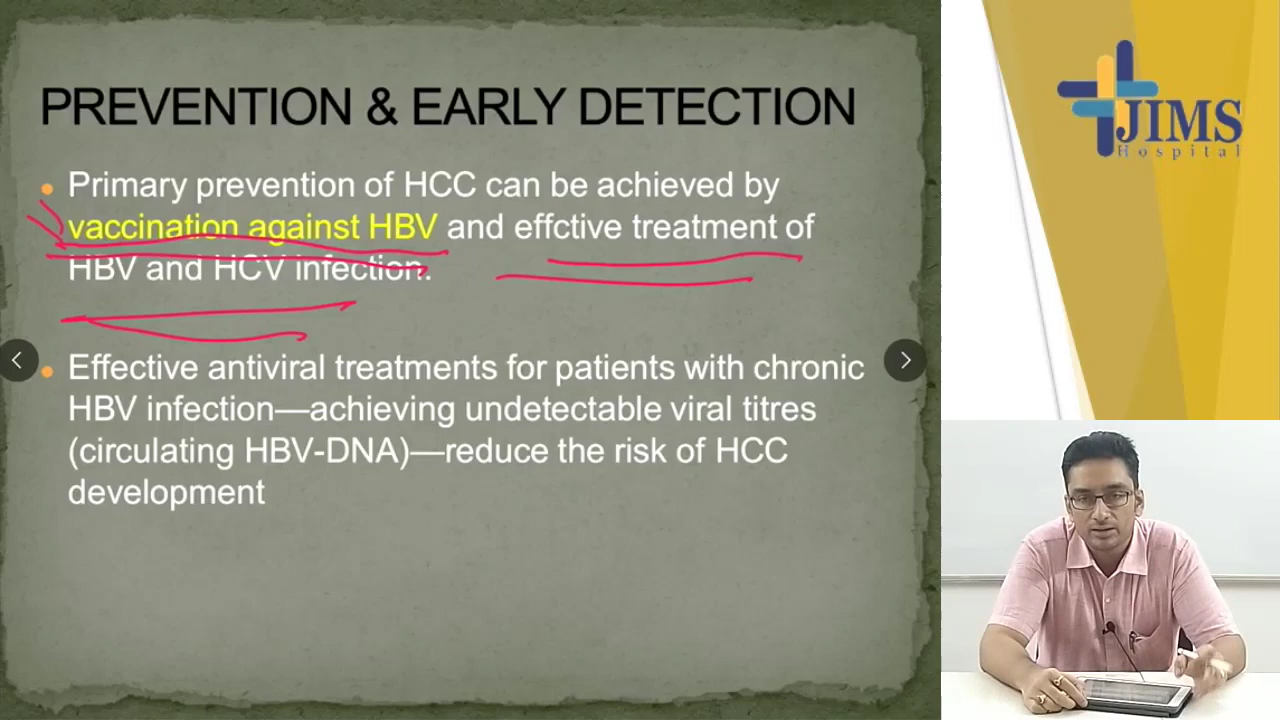 PREVENTION & EARLY DETECTION
Primary prevention of HCC can be achieved by
vaccination against HBV and effctive treatment of
HBV and HCV infection.
Effective antiviral treatments for patients with chronic
HBV infection—achieving undetectable viral titres
(circulating HBV-DNA)—reduce the risk of HCC
development
JIMS
Hospital